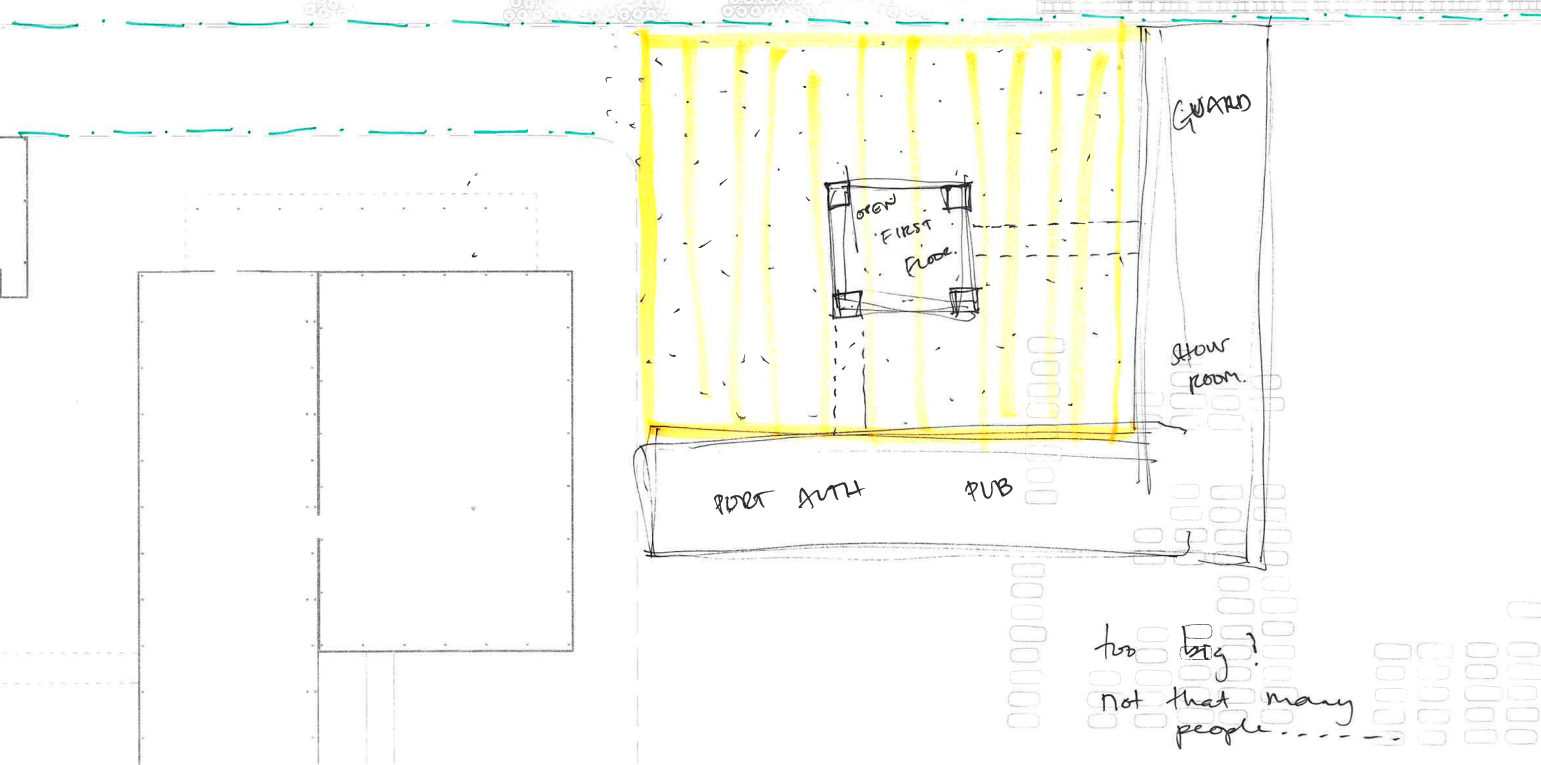 GUARD
OPEN
FIRST
FLOOR.
SHOW
ROOM.
PORT AUTH PUB
too big?
not that many
people.......